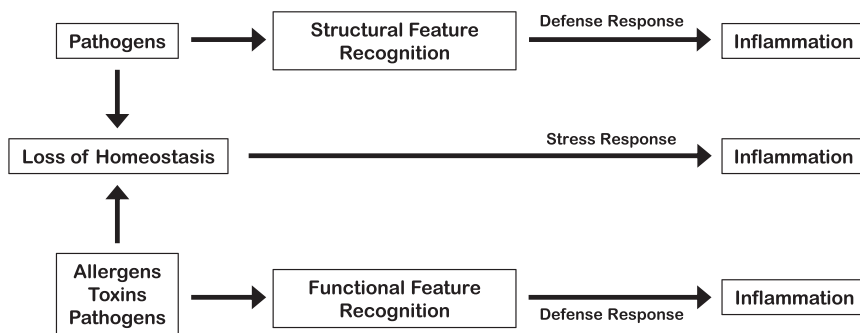 Pathogens
Structural Feature
Recognition
Defense Response
Inflammation
Loss of Homeostasis
Stress Response
Inflammation
Allergens
Toxins
Pathogens
Functional Feature
Recognition
Defense Response
Inflammation